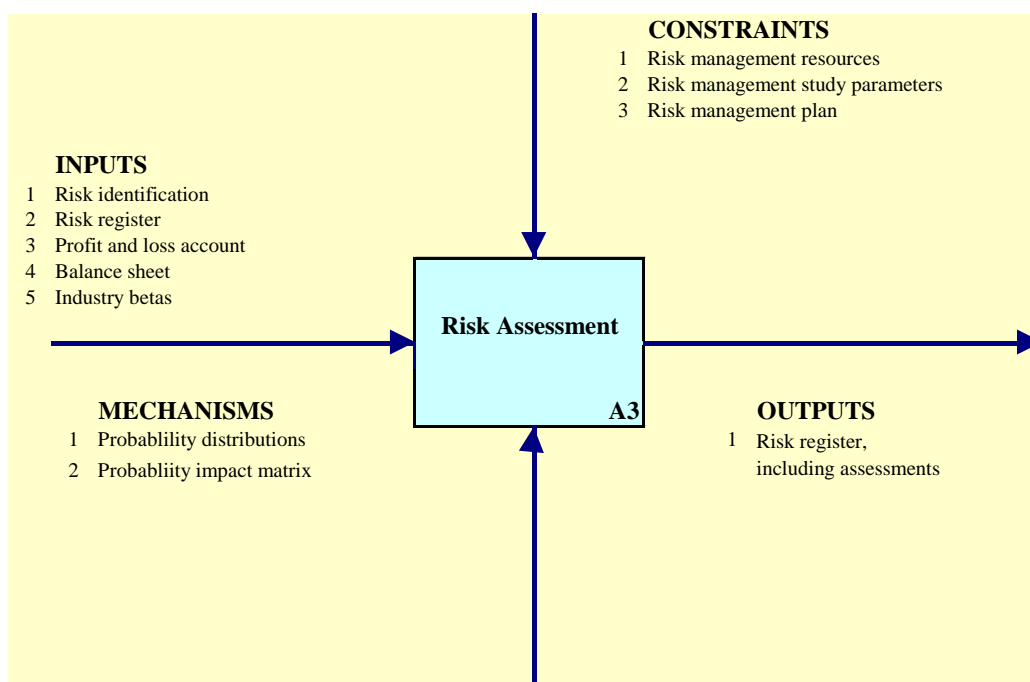 CONSTRAINTS
1 Risk management resources
2 Risk management study parameters
3 Risk management plan
INPUTS
1 Risk identification
2 Risk register
3 Profit and loss account
4 Balance sheet
5 Industry betas
Risk Assessment
A3
MECHANISMS
1 Probablility distributions
2 Probabliity impact matrix
OUTPUTS
1 Risk register,
including assessments